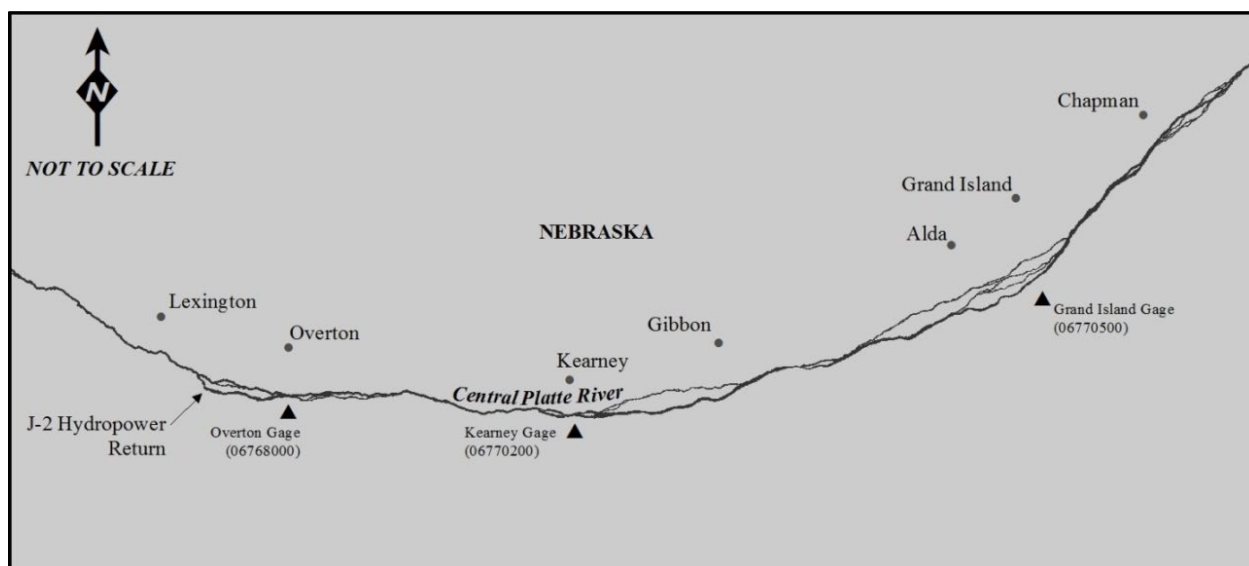 N
NOT TO SCALE
Chapman
Grand Island
NEBRASKA
Alda
Lexington
Grand Island Gage
(06770500)
Overton
Gibbon
Kearney
Central Platte River
J-2 Hydropower
Return
Overton Gage
(06768000)
Kearney Gage
(06770200)